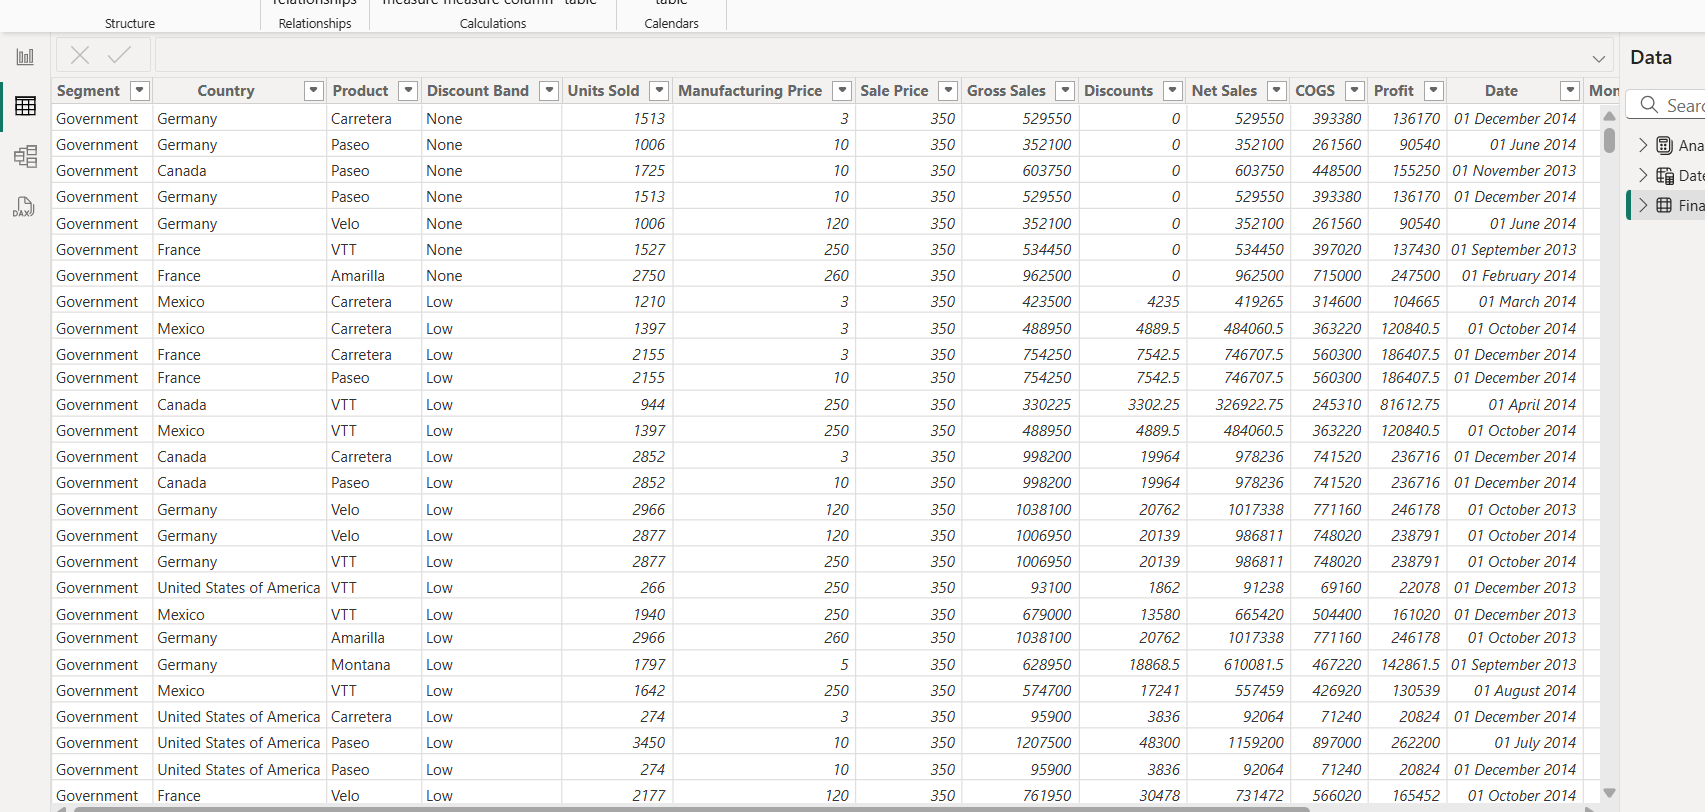 relationships measure measure column table table
Structure Relationships Calculations Calendars
Data
Segment Country Product Discount Band Units Sold Manufacturing Price Sale Price Gross Sales Discounts Net Sales COGS Profit Date Mon
Sear
Government Germany Carretera None 1513 3 350 529550 0 529550 393380 136170 01 December 2014
Government Germany Paseo None 1006 10 350 352100 0 352100 261560 90540 01 June 2014
Ana
Government Canada Paseo None 1725 10 350 603750 0 603750 448500 155250 01 November 2013
Date
Government Germany Paseo None 1513 10 350 529550 0 529550 393380 136170 01 December 2014
Fina
DAX
Government Germany Velo None 1006 120 350 352100 0 352100 261560 90540 01 June 2014
Government France VTT None 1527 250 350 534450 0 534450 397020 137430 01 September 2013
Government France Amarilla None 2750 260 350 962500 0 962500 715000 247500 01 February 2014
Government Mexico Carretera Low 1210 3 350 423500 4235 419265 314600 104665 01 March 2014
Government Mexico Carretera Low 1397 3 350 488950 4889.5 484060.5 363220 120840.5 01 October 2014
Government France Carretera Low 2155 3 350 754250 7542.5 746707.5 560300 186407.5 01 December 2014
Government France Paseo Low 2155 10 350 754250 7542.5 746707.5 560300 186407.5 01 December 2014
Government Canada VTT Low 944 250 350 330225 3302.25 326922.75 245310 81612.75 01 April 2014
Government Mexico VTT Low 1397 250 350 488950 4889.5 484060.5 363220 120840.5 01 October 2014
Government Canada Carretera Low 2852 3 350 998200 19964 978236 741520 236716 01 December 2014
Government Canada Paseo Low 2852 10 350 998200 19964 978236 741520 236716 01 December 2014
Government Germany Velo Low 2966 120 350 1038100 20762 1017338 771160 246178 01 October 2013
Government Germany Velo Low 2877 120 350 1006950 20139 986811 748020 238791 01 October 2014
Government Germany VTT Low 2877 250 350 1006950 20139 986811 748020 238791 01 October 2014
Government United States of America VTT Low 266 250 350 93100 1862 91238 69160 22078 01 December 2013
Government Mexico VTT Low 1940 250 350 679000 13580 665420 504400 161020 01 December 2013
Government Germany Amarilla Low 2966 260 350 1038100 20762 1017338 771160 246178 01 October 2013
Government Germany Montana Low 1797 5 350 628950 18868.5 610081.5 467220 142861.5 01 September 2013
Government Mexico VTT Low 1642 250 350 574700 17241 557459 426920 130539 01 August 2014
Government United States of America Carretera Low 274 3 350 95900 3836 92064 71240 20824 01 December 2014
Government United States of America Paseo Low 3450 10 350 1207500 48300 1159200 897000 262200 01 July 2014
Government United States of America Paseo Low 274 10 350 95900 3836 92064 71240 20824 01 December 2014
Government France Velo Low 2177 120 350 761950 30478 731472 566020 165452 01 October 2014